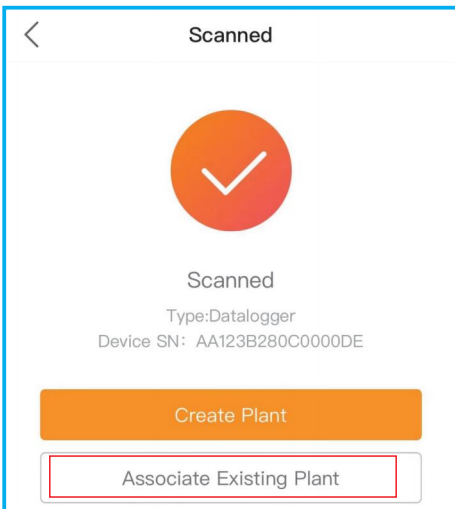 Scanned
Scanned
Type:Datalogger
Device SN： AA123B280C0000DE
Create Plant
Associate Existing Plant